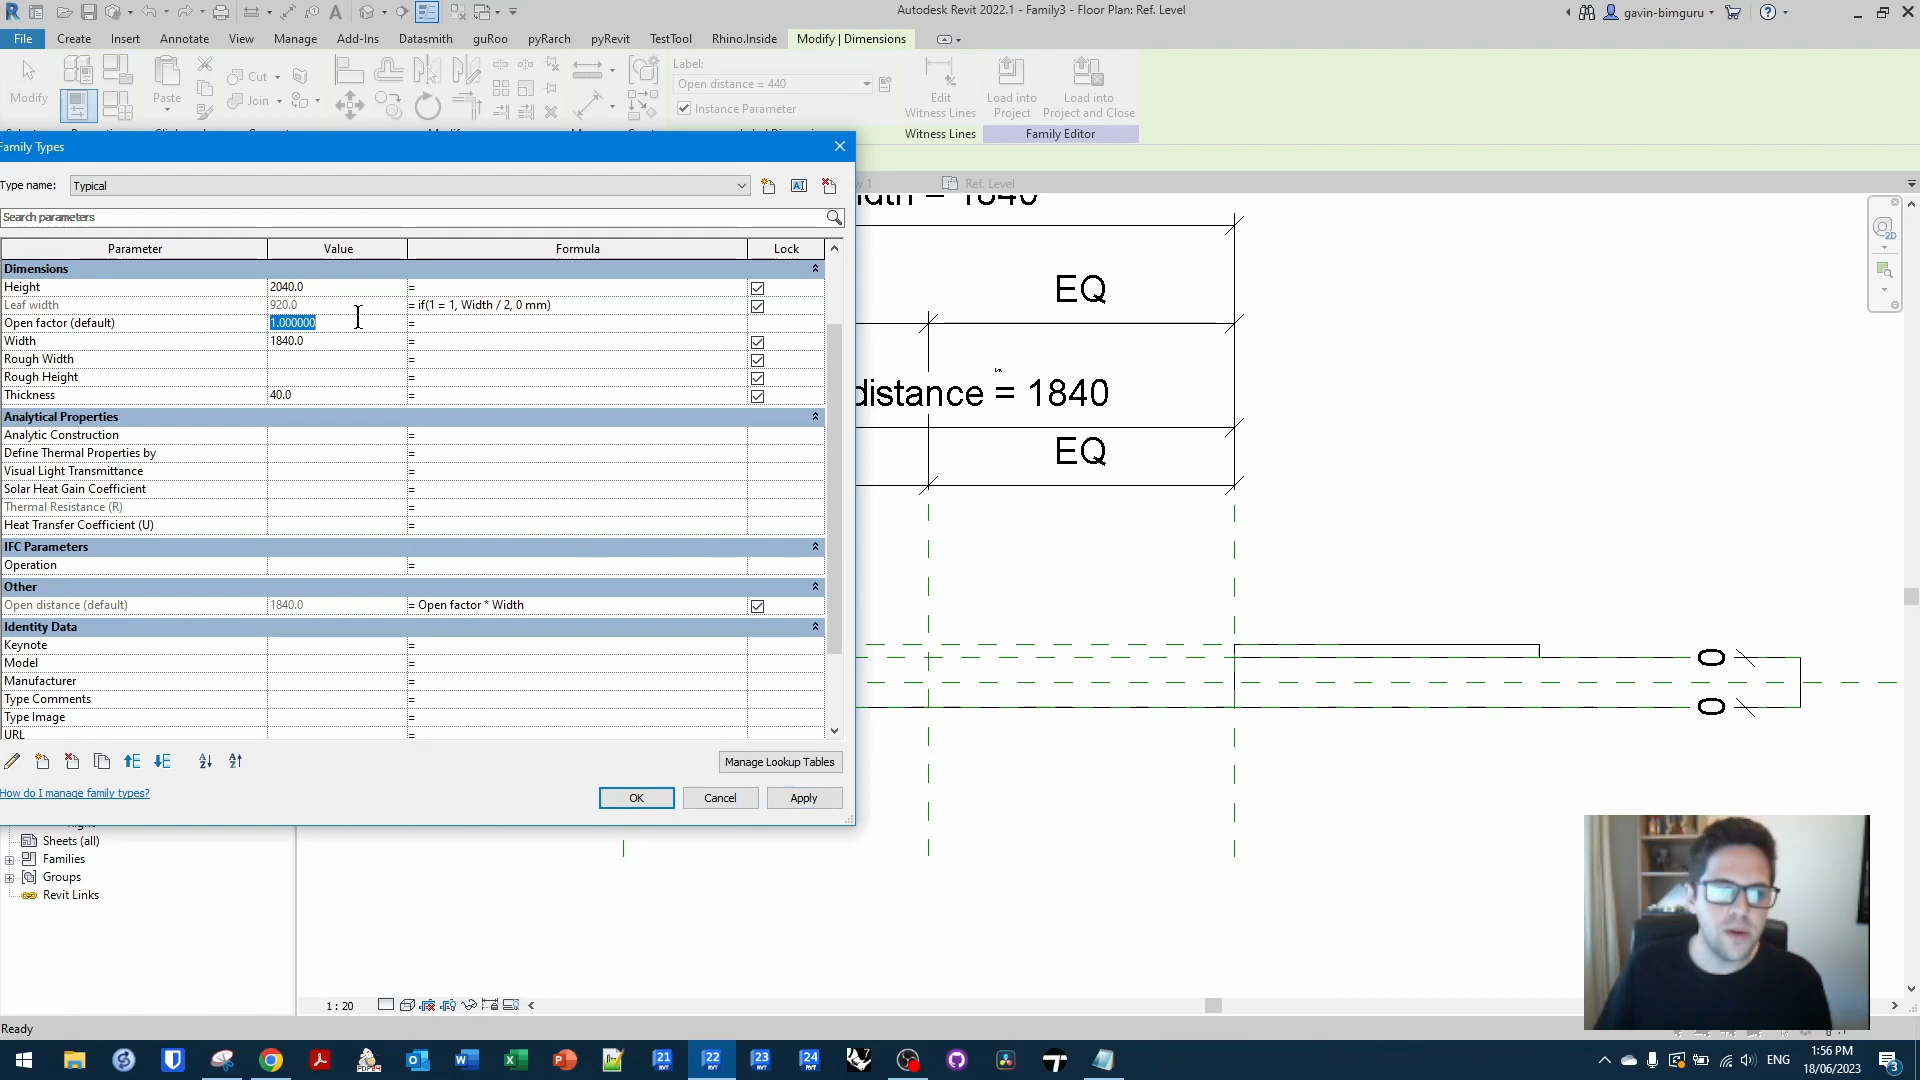 Autodesk Revit 2022.1 - Family3 - Floor Plan: Ref. Level
gavin-bimguru
File Create Insert Annotate View Manage Add-Ins Datasmith guRoo pyRarch pyRevit TestTool Rhino.Inside Modify | Dimensions
Label:
Cut
Open distance = 440
Join
Instance Parameter
Modify
Paste
Edit
Witness Lines
Load into
Project
Load into
Project and Close
Witness Lines
Family Editor
Family Types
Type name: Typical
Ref. Level
Search parameters
Parameter Value Formula Lock
Dimensions
Height 2040.0 =
Leaf width 920.0 = if(1 = 1, Width / 2, 0 mm)
Open factor (default) 1.000000 =
Width 1840.0 =
Rough Width =
Rough Height =
Thickness 40.0 =
Analytical Properties
Analytic Construction =
Define Thermal Properties by =
Visual Light Transmittance =
Solar Heat Gain Coefficient =
Thermal Resistance (R) =
Heat Transfer Coefficient (U) =
IFC Parameters
Operation =
Other
Open distance (default) 1840.0 = Open factor * Width
Identity Data
Keynote =
Model =
Manufacturer =
Type Comments =
Type Image =
URL =
Manage Lookup Tables
How do I manage family types?
OK Cancel Apply
= 1840
EQ
distance = 1840
EQ
0
0
Sheets (all)
Families
Groups
Revit Links
1 : 20
Ready
21
22
23
24
ENG
1:56 PM
18/06/2023
3